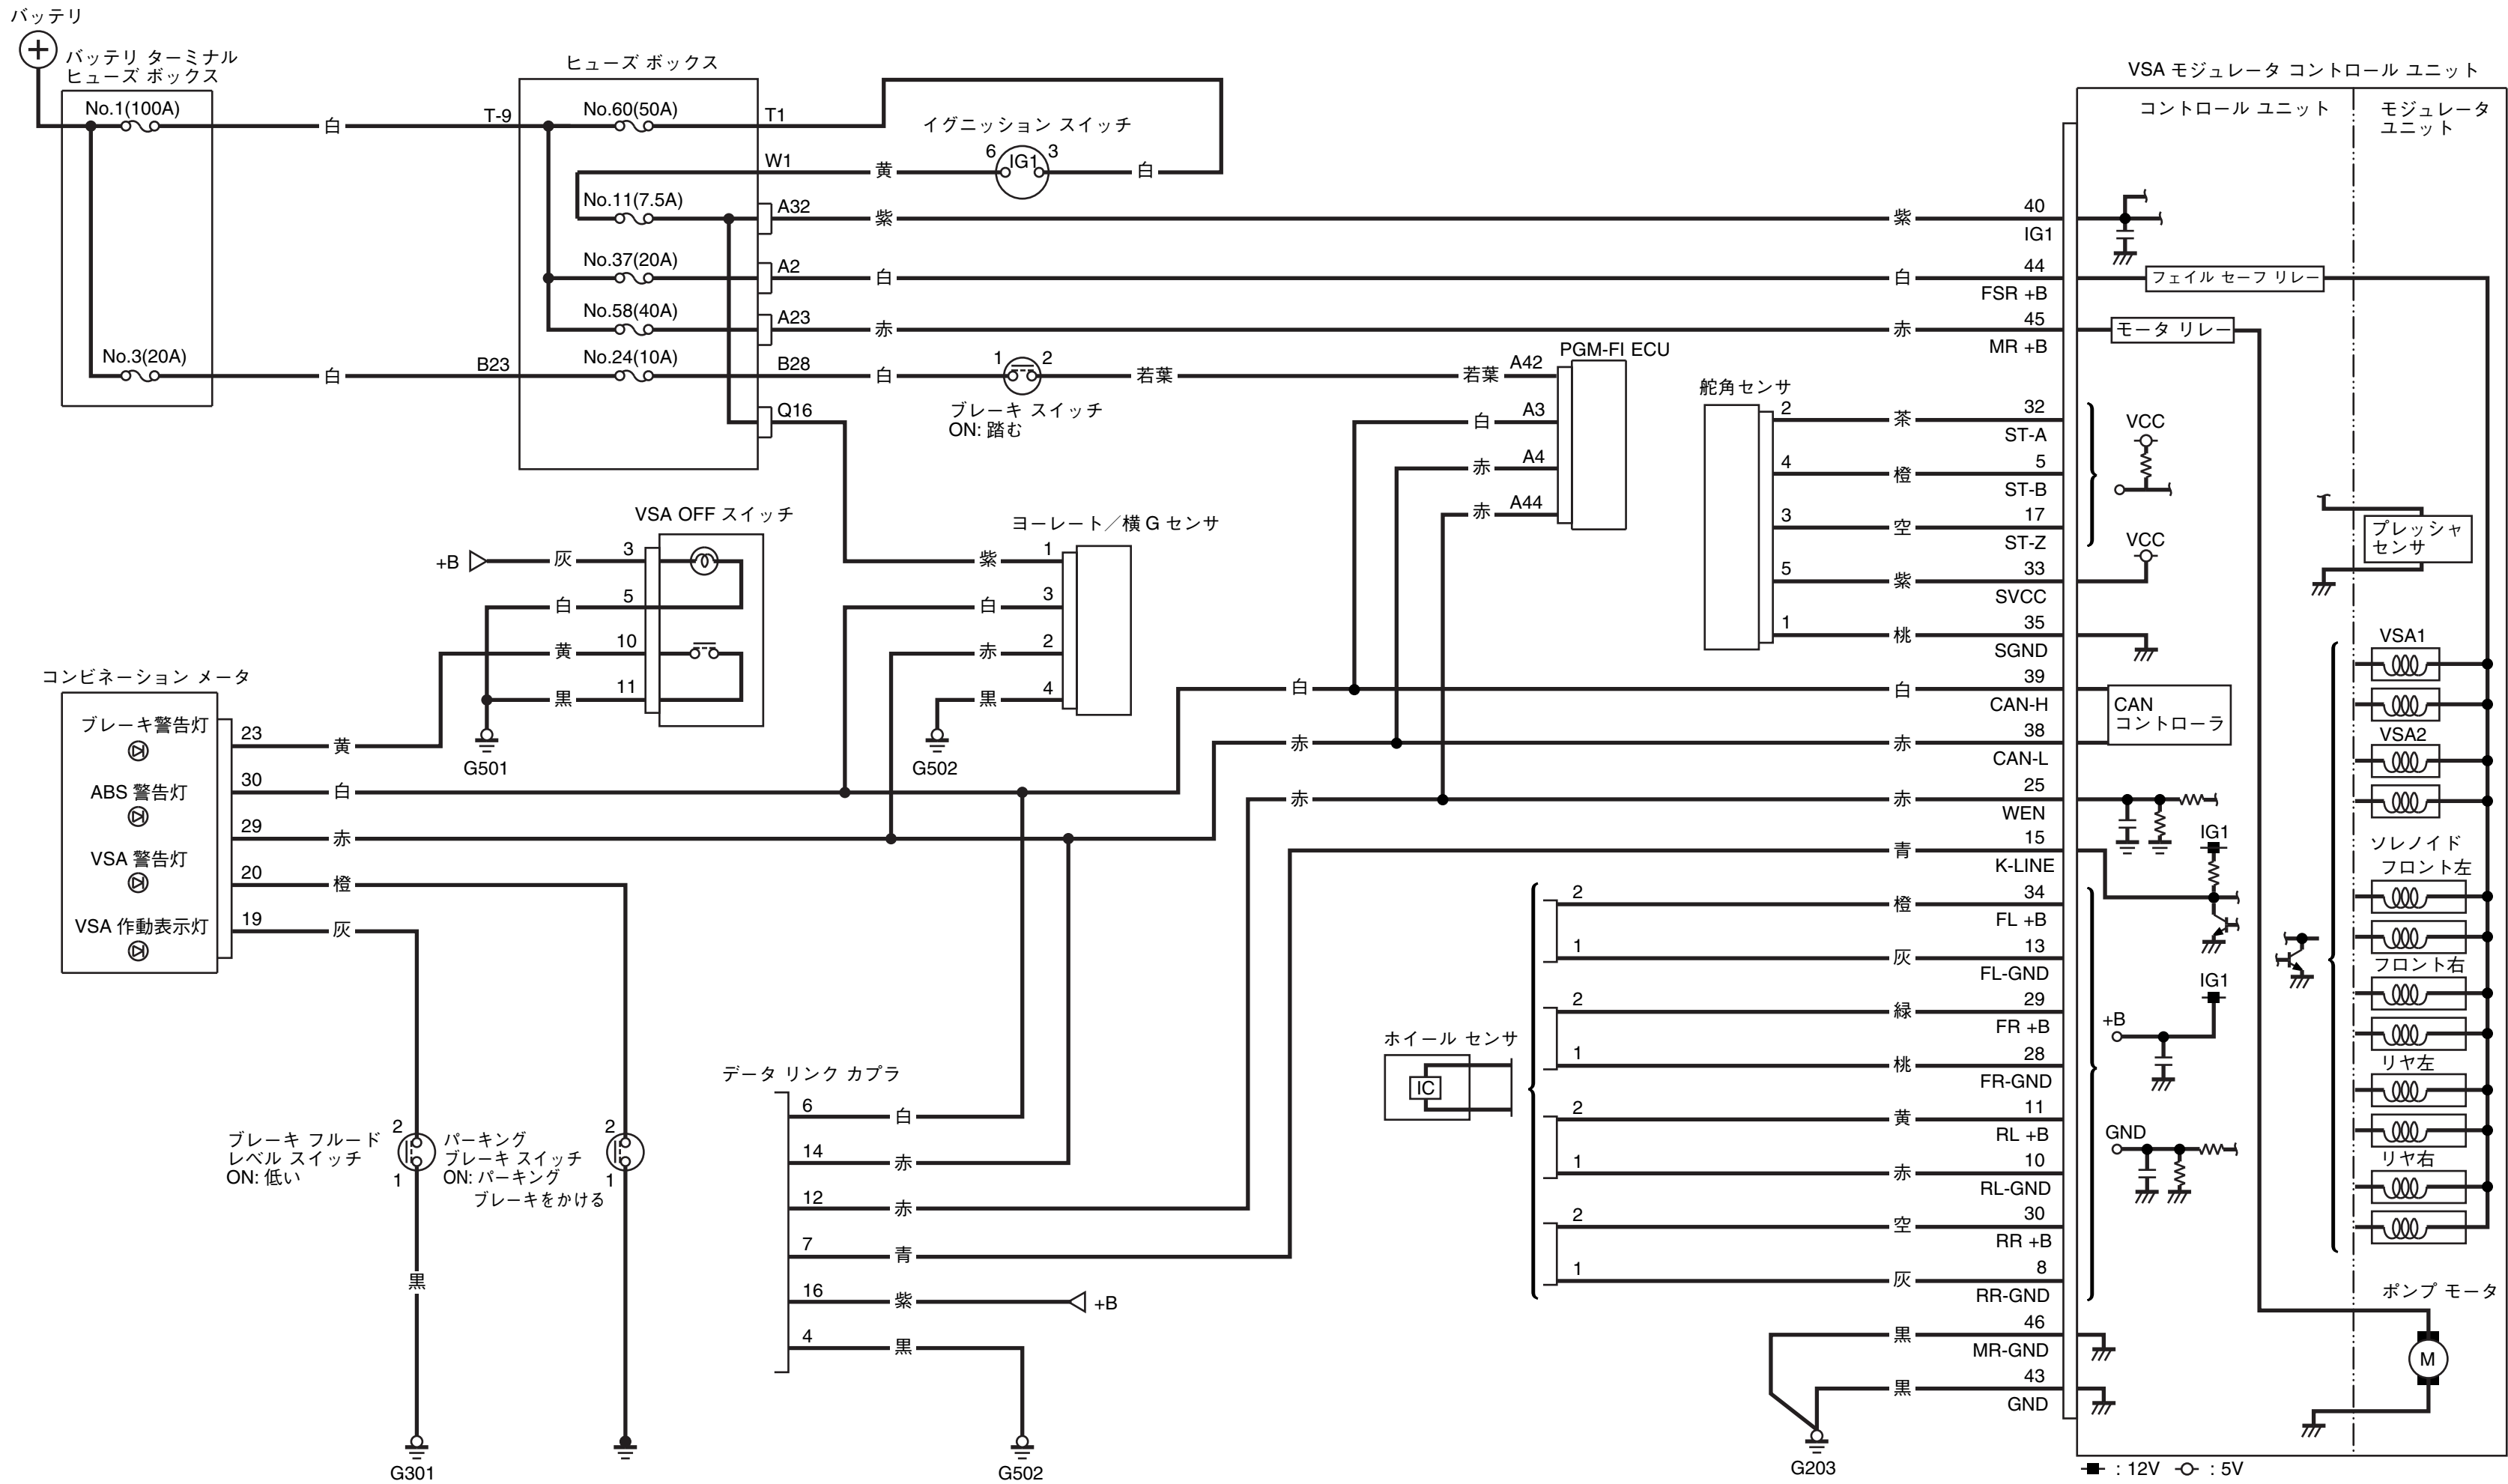 バッテリ
バッテリ ターミナル
ヒューズ ボックス
No.1(100A)
No.3(20A)
白
白
T-9
B23
ヒューズ ボックス
No.60(50A)
No.11(7.5A)
No.37(20A)
No.58(40A)
No.24(10A)
T1
W1
A32
A2
A23
B28
Q16
イグニッション スイッチ
黄 6 IG1 3 白
紫 紫
白 白
赤 赤
白 1 2 若葉 若葉 A42
ブレーキ スイッチ
ON: 踏む
PGM-FI ECU
白 A3
赤 A4
赤 A44
VSA OFF スイッチ
+B 灰 3
白 5
黄 10
黒 11
G501
ヨーレート／横 G センサ
紫 1
白 3
赤 2
黒 4
G502
コンビネーション メータ
ブレーキ警告灯
ABS 警告灯
VSA 警告灯
VSA 作動表示灯
23 黄
30 白
29 赤
20 橙
19 灰
ブレーキ フルード
レベル スイッチ
ON: 低い
2
1
黒
G301
パーキング
ブレーキ スイッチ
ON: パーキング
ブレーキをかける
2
1
データ リンク カプラ
6 白
14 赤
12 赤
7 青
16 紫 +B
4 黒
G502
舵角センサ
2 茶
4 橙
3 空
5 紫
1 桃
白 白
赤 赤
赤 赤
青
ホイール センサ
IC
2 橙
1 灰
2 緑
1 桃
2 黄
1 赤
2 空
1 灰
黒
黒
G203
40
IG1
44
FSR +B
45
MR +B
32
ST-A
5
ST-B
17
ST-Z
33
SVCC
35
SGND
39
CAN-H
38
CAN-L
25
WEN
15
K-LINE
34
FL +B
13
FL-GND
29
FR +B
28
FR-GND
11
RL +B
10
RL-GND
30
RR +B
8
RR-GND
46
MR-GND
43
GND
VSA モジュレータ コントロール ユニット
コントロール ユニット
モジュレータ
ユニット
フェイル セーフ リレー
モータ リレー
VCC
VCC
CAN
コントローラ
IG1
IG1
+B
GND
プレッシャ
センサ
VSA1
VSA2
ソレノイド
フロント左
フロント右
リヤ左
リヤ右
ポンプ モータ
M
: 12V : 5V